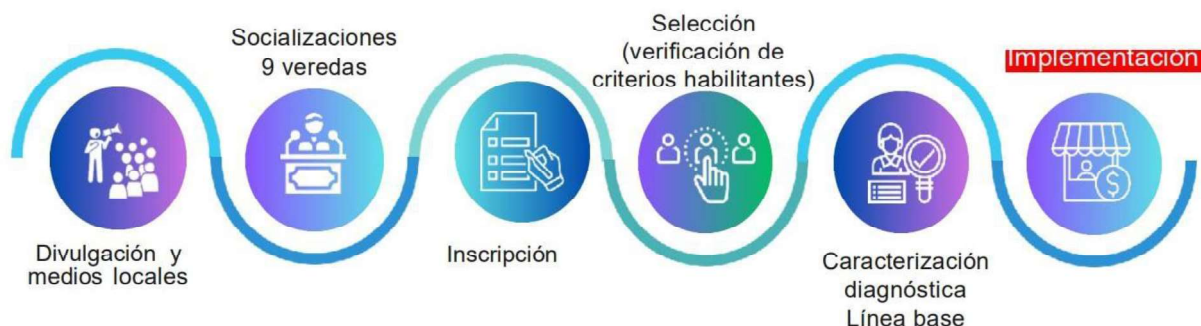 Divulgación y
medios locales
Socializaciones
9 veredas
Inscripción
Selección
(verificación de
criterios habilitantes)
Caracterización
diagnóstica
Línea base
Implementación
$